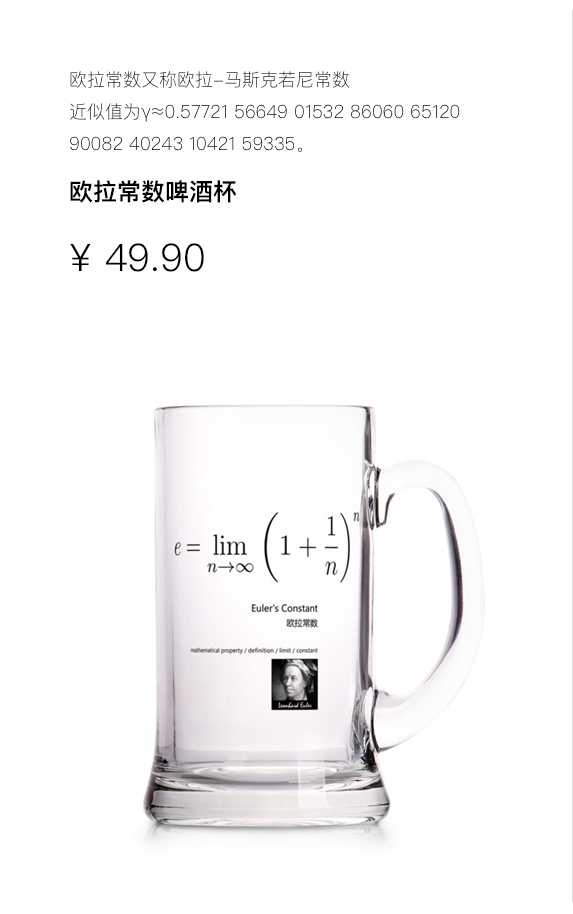 欧拉常数又称欧拉-马斯克若尼常数
近似值为γ≈0.57721 56649 01532 86060 65120
90082 40243 10421 59335。
欧拉常数啤酒杯
¥ 49.90
e = lim n→∞ (1 + 1/n)^n
Euler's Constant
欧拉常数
mathematical property / definition / limit / constant
Leonhard Euler